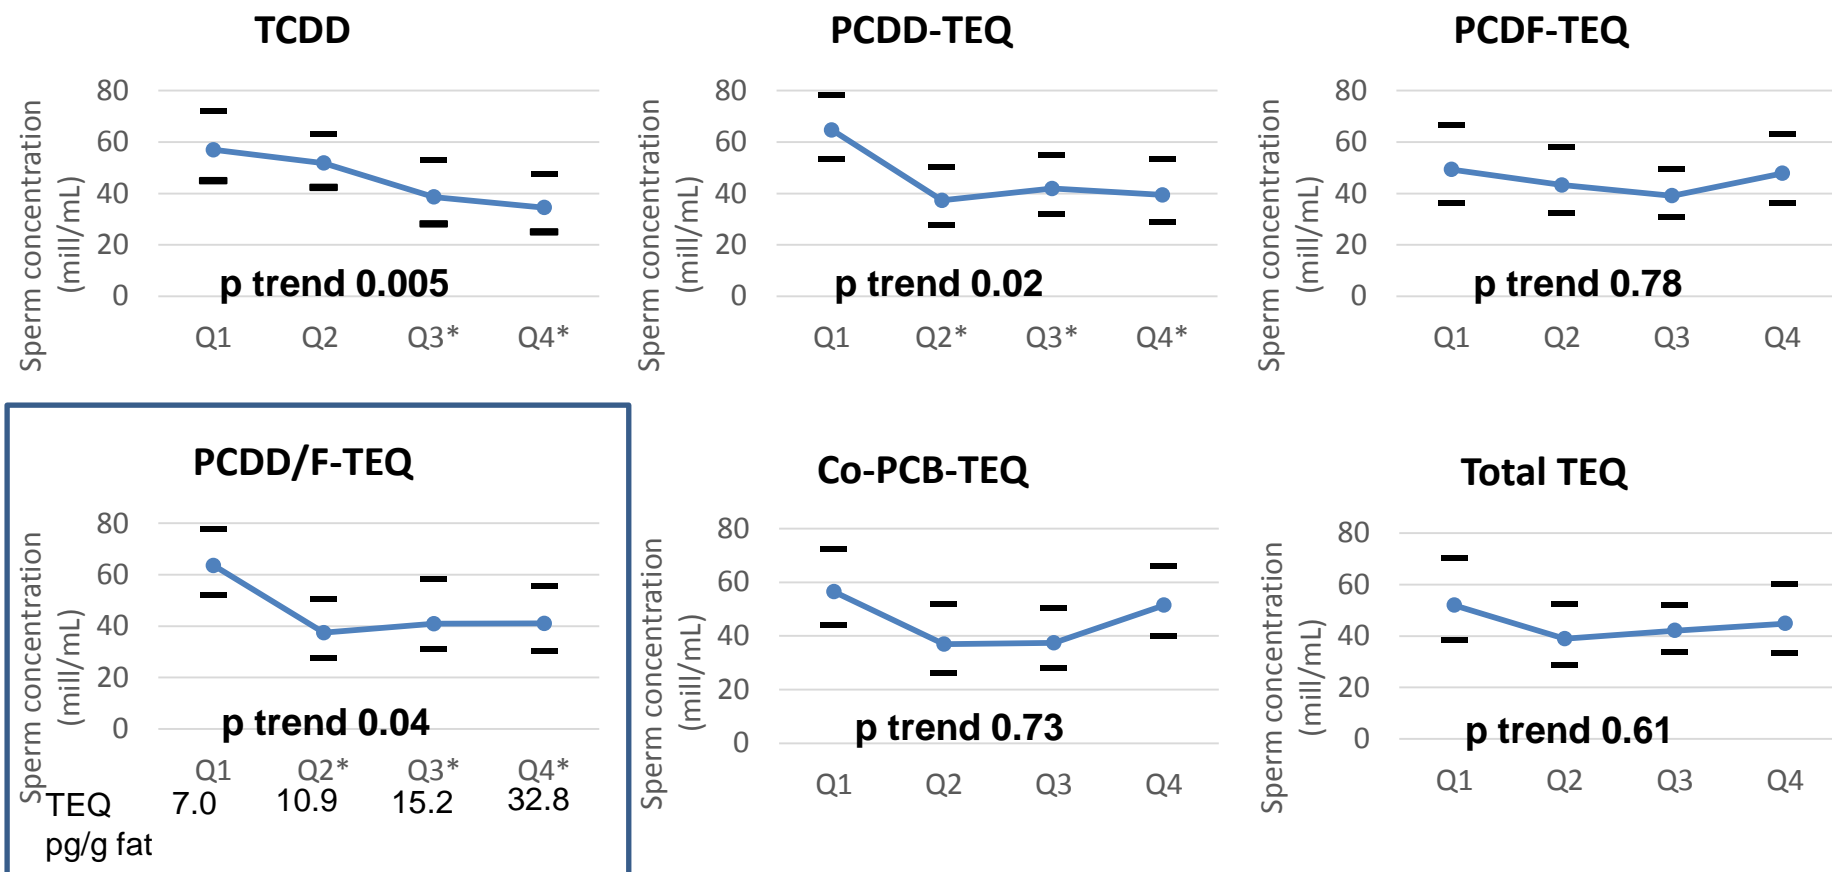 TCDD
Sperm concentration
(mill/mL)
80
60
40
20
0
p trend 0.005
Q1 Q2 Q3* Q4*
PCDD-TEQ
Sperm concentration
(mill/mL)
80
60
40
20
0
p trend 0.02
Q1 Q2* Q3* Q4*
PCDF-TEQ
Sperm concentration
(mill/mL)
80
60
40
20
0
p trend 0.78
Q1 Q2 Q3 Q4
PCDD/F-TEQ
Sperm concentration
(mill/mL)
80
60
40
20
0
p trend 0.04
Q1 Q2* Q3* Q4*
TEQ 7.0 10.9 15.2 32.8
pg/g fat
Co-PCB-TEQ
Sperm concentration
(mill/mL)
80
60
40
20
0
p trend 0.73
Q1 Q2 Q3 Q4
Total TEQ
Sperm concentration
(mill/mL)
80
60
40
20
0
p trend 0.61
Q1 Q2 Q3 Q4